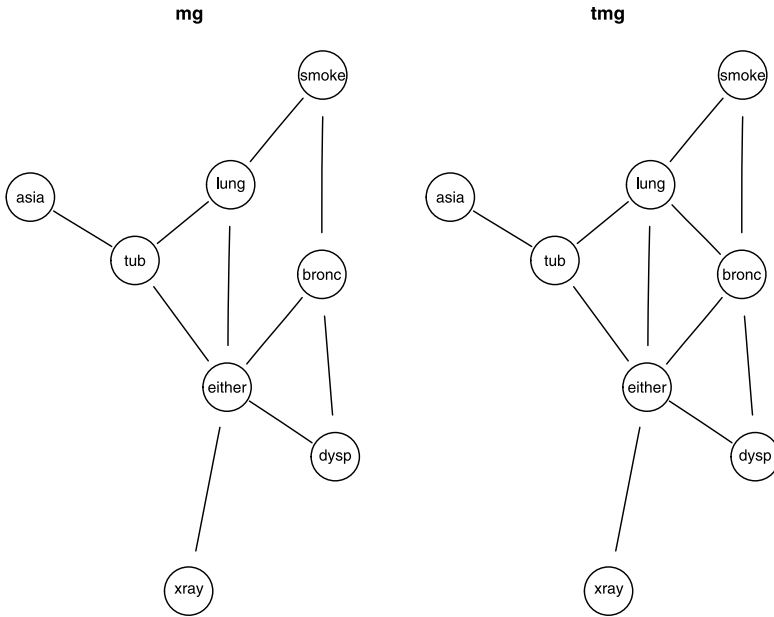 mg
smoke
lung
asia
tub
bronc
either
dysp
xray
tmg
smoke
lung
asia
tub
bronc
either
dysp
xray